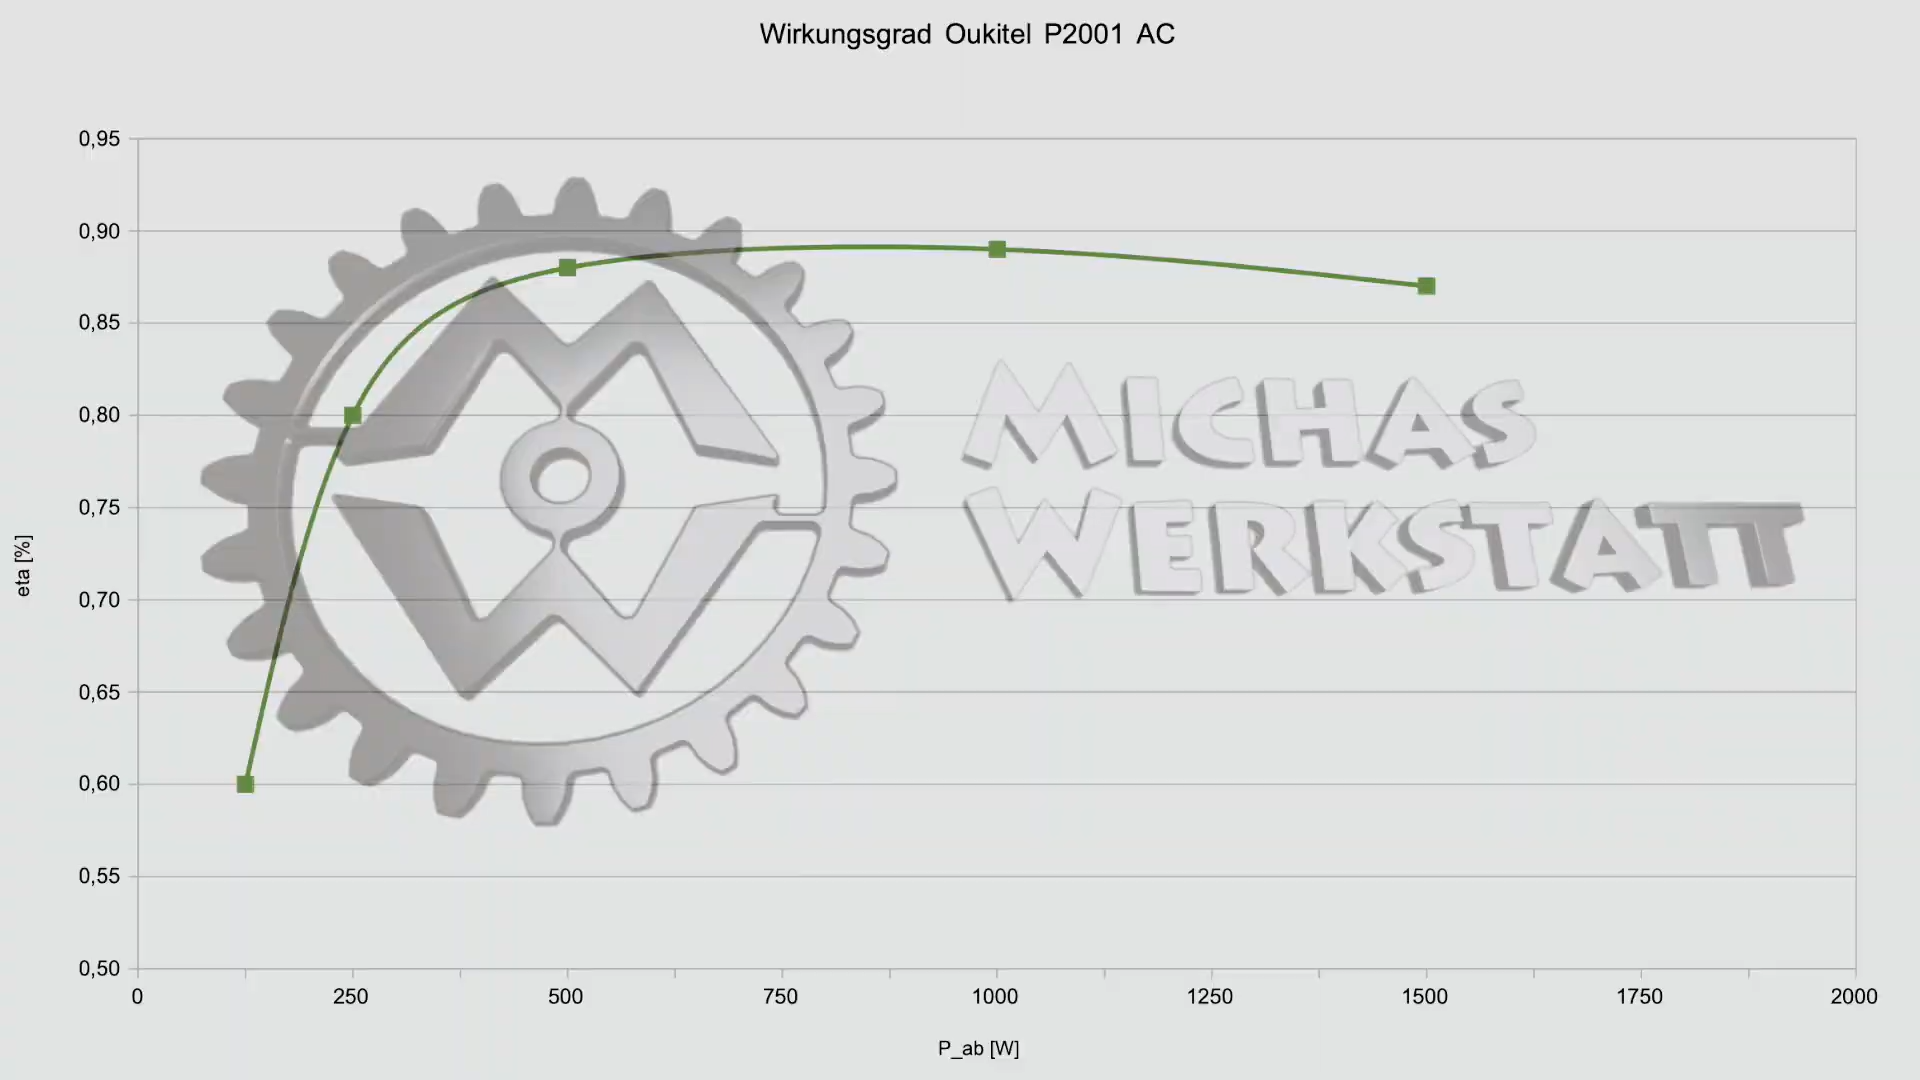 Wirkungsgrad Oukitel P2001 AC
0,95
0,90
0,85
0,80
0,75
0,70
0,65
0,60
0,55
0,50
eta [%]
MICHAS
WERKSTATT
0 250 500 750 1000 1250 1500 1750 2000
P_ab [W]